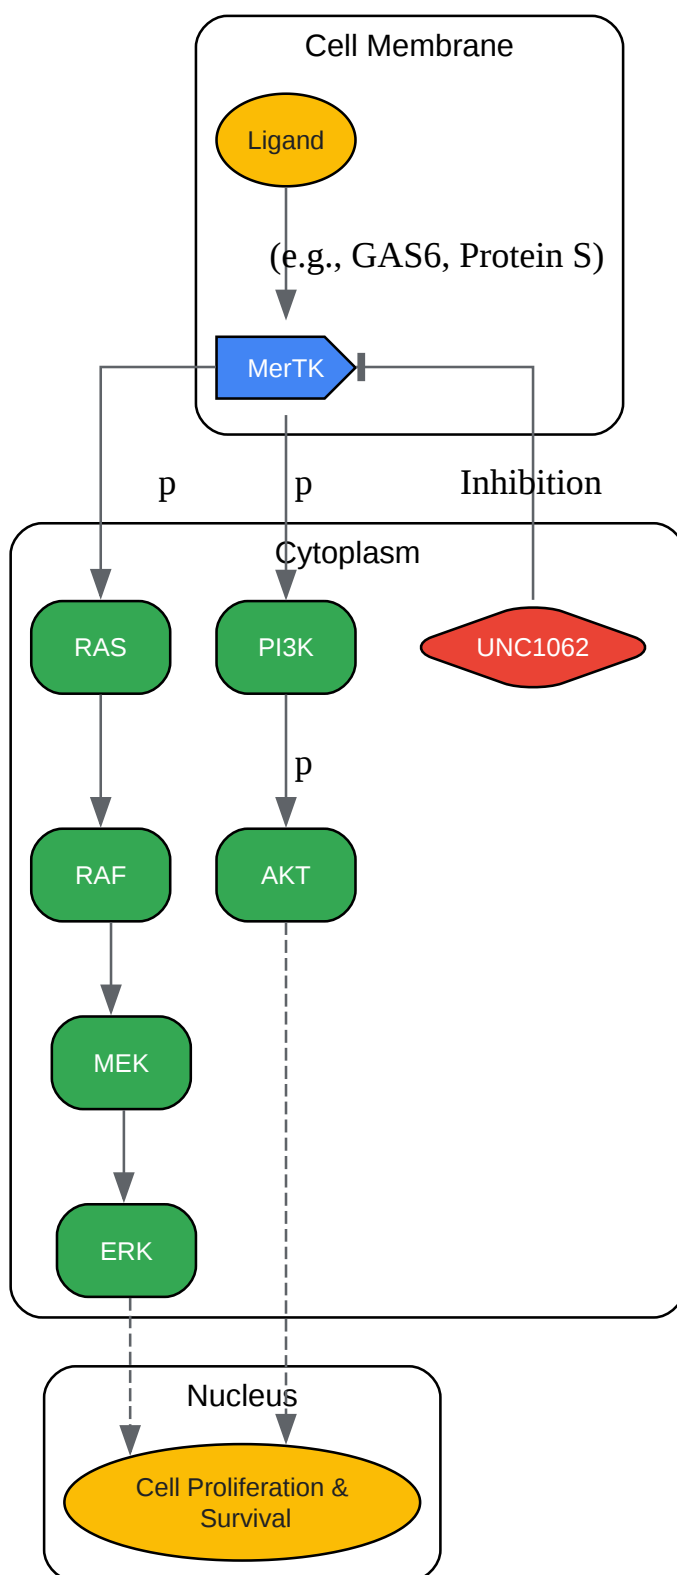 Cell Membrane
Ligand
(e.g., GAS6, Protein S)
MerTK
p
p
Inhibition
Cytoplasm
RAS
PI3K
UNC1062
p
RAF
AKT
MEK
ERK
Nucleus
Cell Proliferation &
Survival